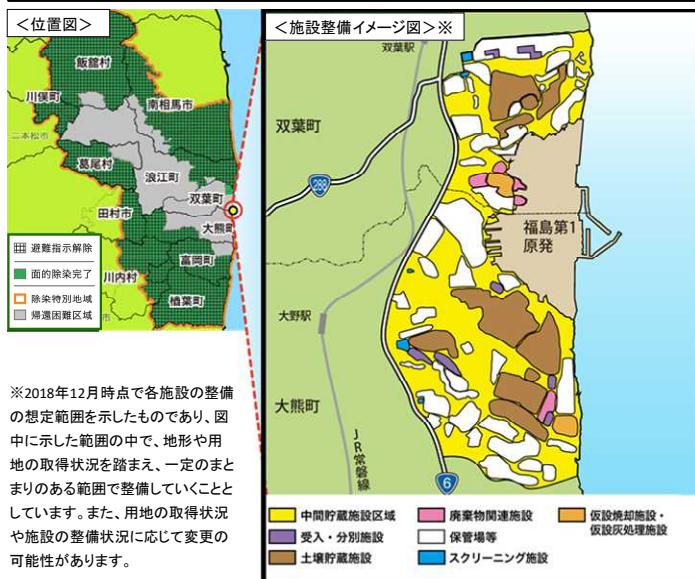 ＜位置図＞
飯舘村
川俣町
南相馬市
二本松市
葛尾村
浪江町
双葉町
田村市
大熊町
富岡町
川内村
楢葉町
避難指示解除
面的除染完了
除染特別地域
帰還困難区域
※2018年12月時点で各施設の整備
の想定範囲を示したものであり、図
中に示した範囲の中で、地形や用
地の取得状況を踏まえ、一定のまと
まりのある範囲で整備していくことと
しています。また、用地の取得状況
や施設の整備状況に応じて変更の
可能性があります。
＜施設整備イメージ図＞※
双葉駅
双葉町
288
福島第1
原発
大野駅
大熊町
JR常磐線
6
中間貯蔵施設区域
受入・分別施設
土壌貯蔵施設
廃棄物関連施設
保管場等
スクリーニング施設
仮設焼却施設・
仮設灰処理施設